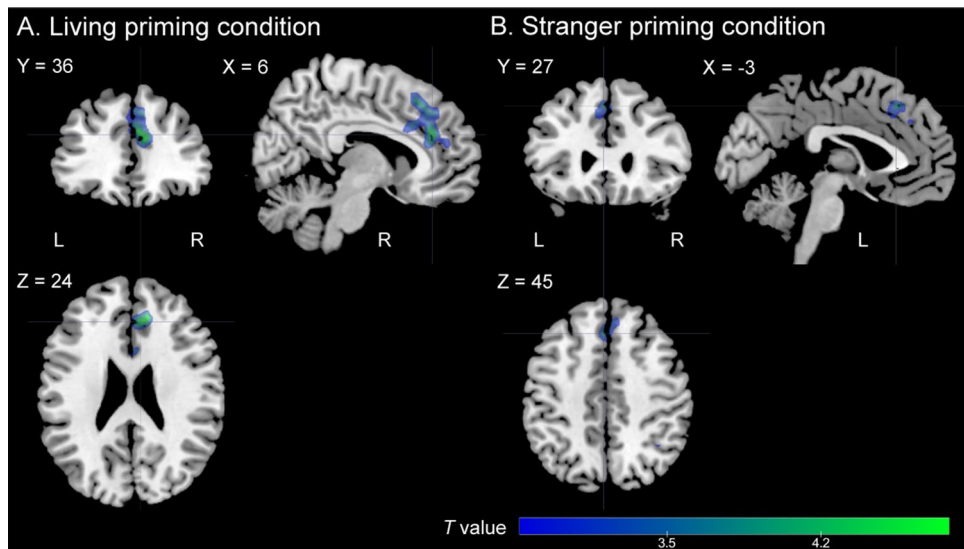 A. Living priming condition
Y = 36
X = 6
L
R
R
Z = 24
B. Stranger priming condition
Y = 27
X = -3
L
R
L
Z = 45
T value
3.5
4.2